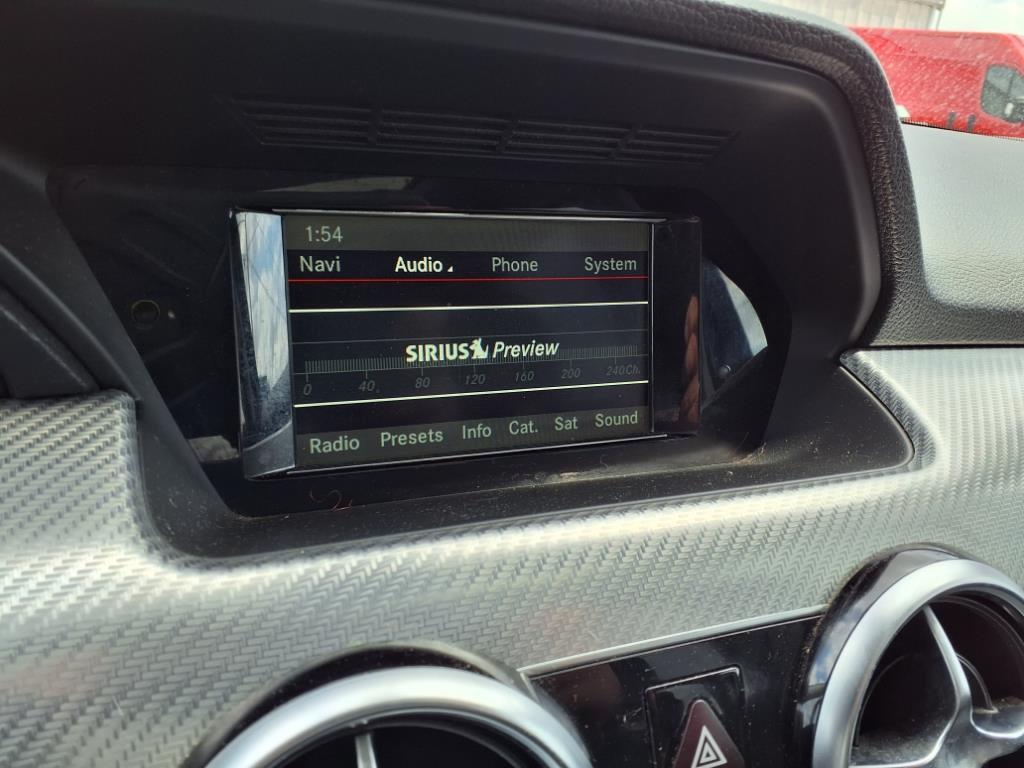 1:54
Navi Audio Phone System
SIRIUS Preview
0 40 80 120 160 200 240Ch.
Radio Presets Info Cat. Sat Sound